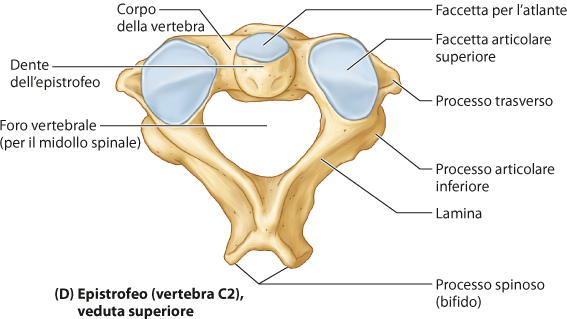 Corpo
della vertebra
Dente
dell’epistrofeo
Foro vertebrale
(per il midollo spinale)
Faccetta per l’atlante
Faccetta articolare
superiore
Processo trasverso
Processo articolare
inferiore
Lamina
Processo spinoso
(bifido)
(D) Epistrofeo (vertebra C2),
veduta superiore